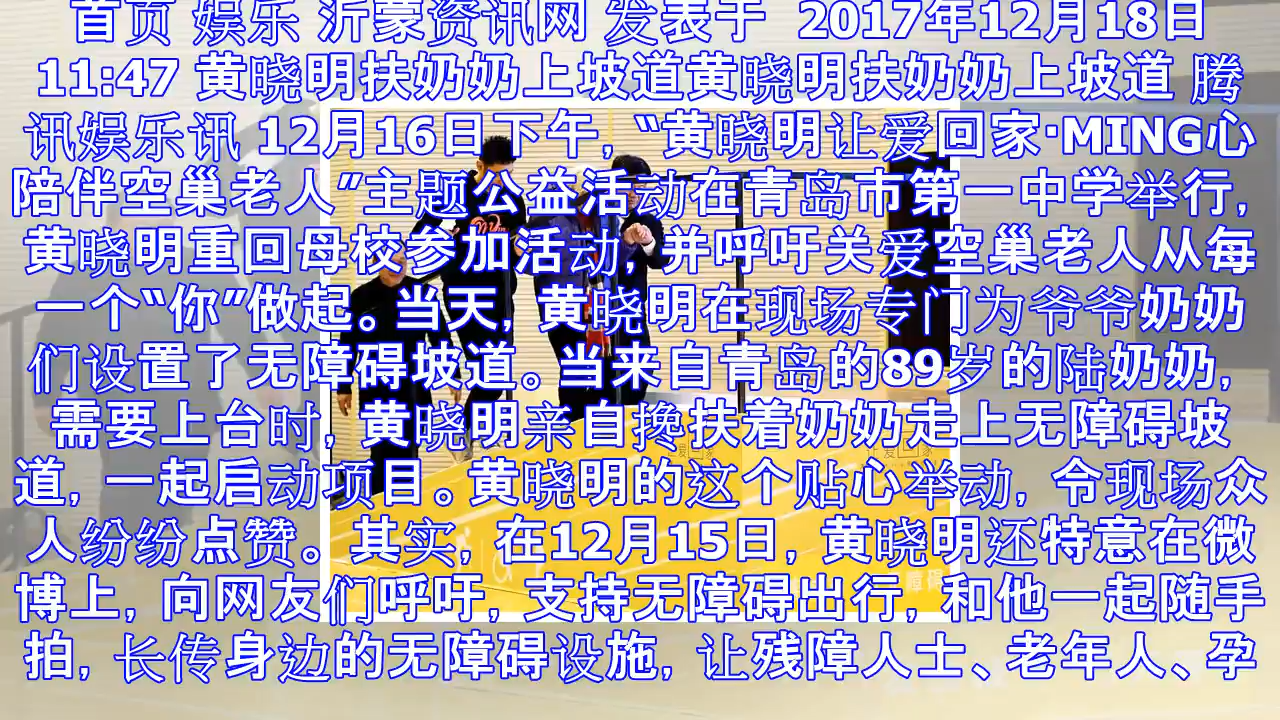 首页 娱乐 沂蒙资讯网 发表于 2017年12月18日
11:47 黄晓明扶奶奶上坡道黄晓明扶奶奶上坡道 腾
讯娱乐讯 12月16日下午, “黄晓明让爱回家·MING心
陪伴空巢老人”主题公益活动在青岛市第一中学举行,
黄晓明重回母校参加活动, 并呼吁关爱空巢老人从每
一个“你”做起。当天, 黄晓明在现场专门为爷爷奶奶
们设置了无障碍坡道。当来自青岛的89岁的陆奶奶,
需要上台时, 黄晓明亲自搀扶着奶奶走上无障碍坡
道, 一起启动项目。黄晓明的这个贴心举动, 令现场众
人纷纷点赞。其实, 在12月15日, 黄晓明还特意在微
博上, 向网友们呼吁, 支持无障碍出行, 和他一起随手
拍, 长传身边的无障碍设施, 让残障人士、老年人、孕